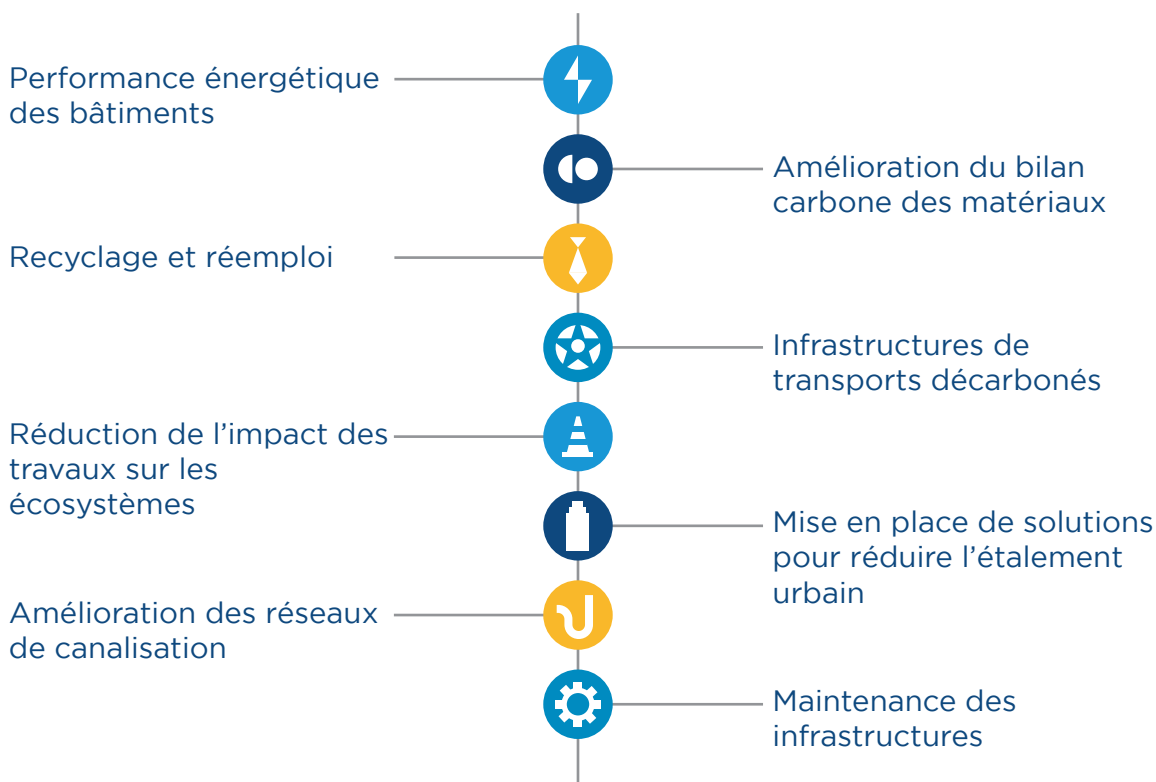 Performance énergétique
des bâtiments
Amélioration du bilan
carbone des matériaux
Recyclage et réemploi
Infrastructures de
transports décarbonés
Réduction de l’impact des
travaux sur les
écosystèmes
Mise en place de solutions
pour réduire l’étalement
urbain
Amélioration des réseaux
de canalisation
Maintenance des
infrastructures